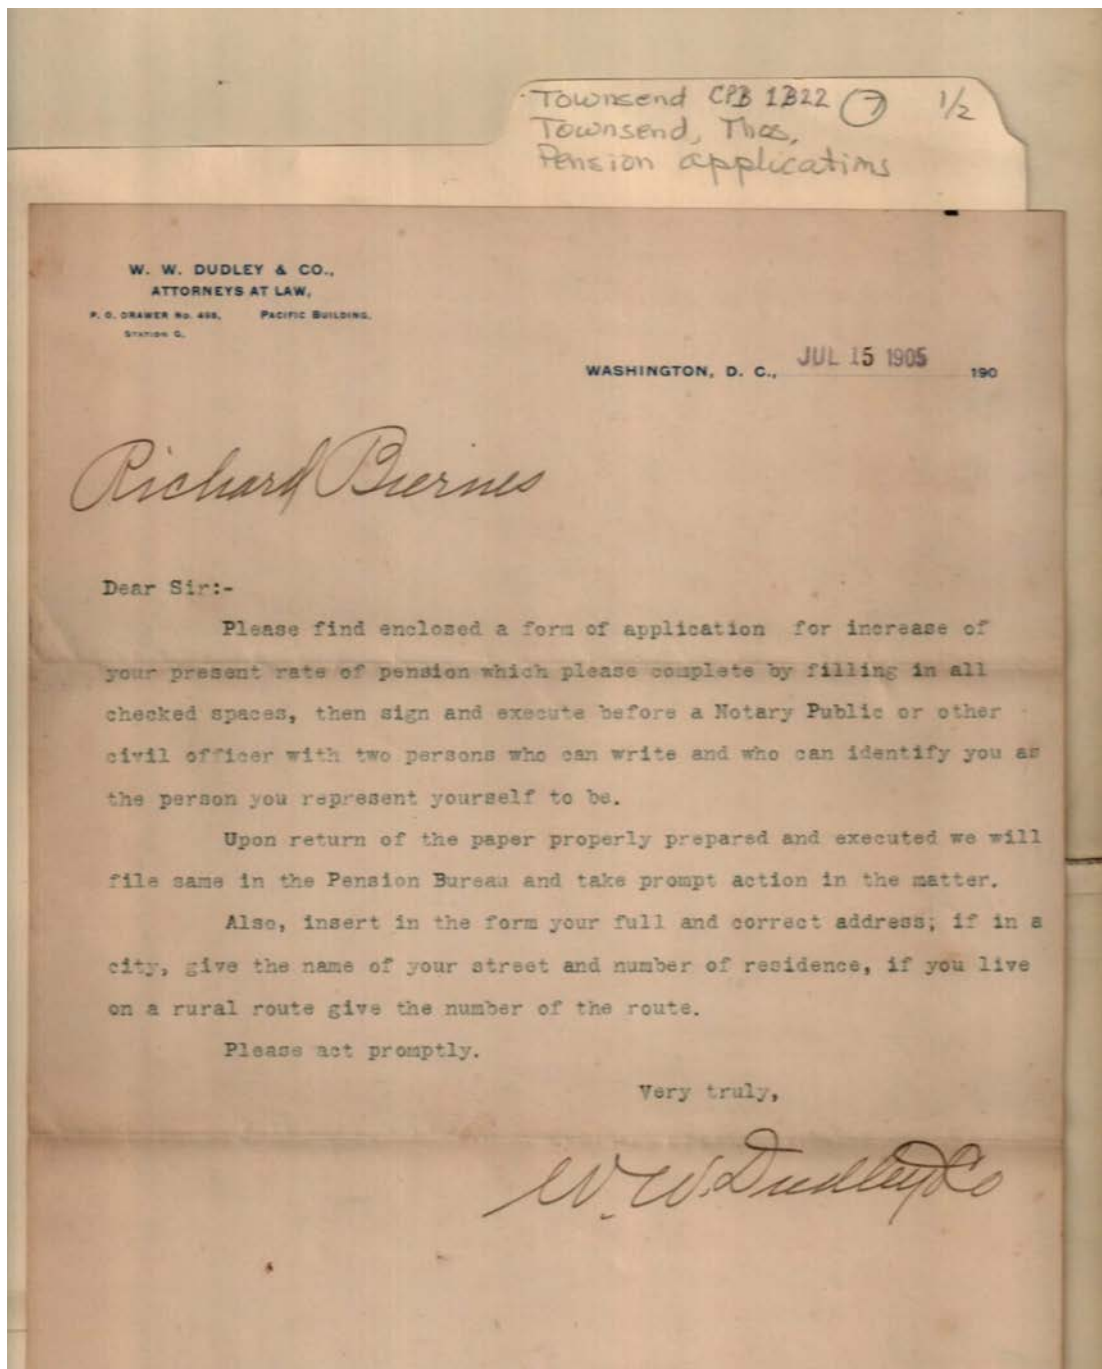 Townsend CPB 1B22 7 1/2
Townsend, Thos,
Pension applications
W. W. DUDLEY & CO.,
ATTORNEYS AT LAW,
P. O. DRAWER No. PACIFIC BUILDING.
STATION G.
WASHINGTON, D. C., JUL 15 1905 190
Richard Biernes
Dear Sir:-
Please find enclosed a form of application for increase of
your present rate of pension which please complete by filling in all
checked spaces, then sign and execute before a Notary Public or other
civil officer with two persons who can write and who can identify you as
the person you represent yourself to be.
Upon return of the paper properly prepared and executed we will
file same in the Pension Bureau and take prompt action in the matter.
Also, insert in the form your full and correct address; if in a
city, give the name of your street and number of residence, if you live
on a rural route give the number of the route.
Please act promptly.
Very truly,
W. W. Dudley Co